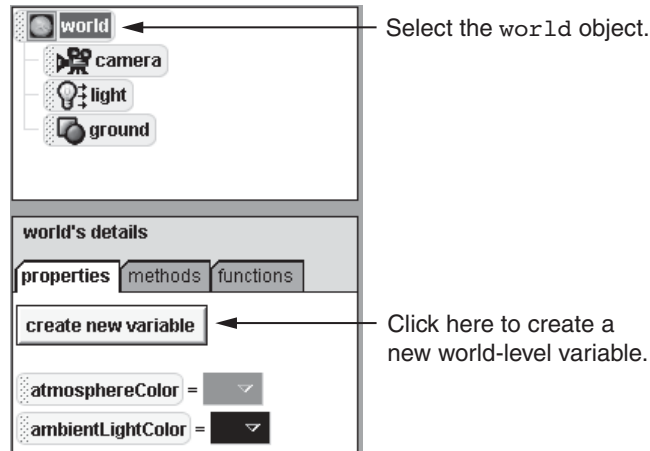 world
Select the world object.
camera
light
ground
world's details
properties methods functions
create new variable
Click here to create a
new world-level variable.
atmosphereColor =
ambientLightColor =